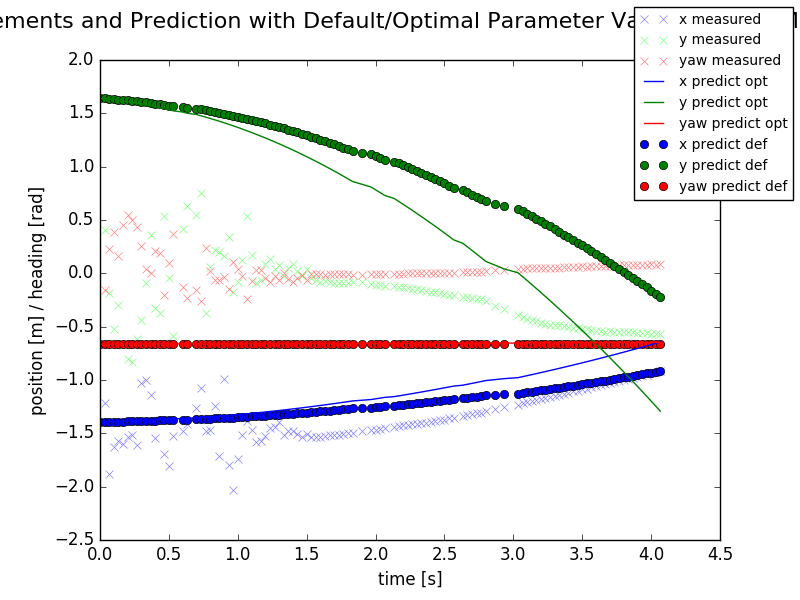 ements and Prediction with Default/Optimal Parameter Va
x measured
y measured
yaw measured
x predict opt
y predict opt
yaw predict opt
x predict def
y predict def
yaw predict def
2.0
1.5
1.0
0.5
0.0
−0.5
−1.0
−1.5
−2.0
−2.5
position [m] / heading [rad]
0.0 0.5 1.0 1.5 2.0 2.5 3.0 3.5 4.0 4.5
time [s]